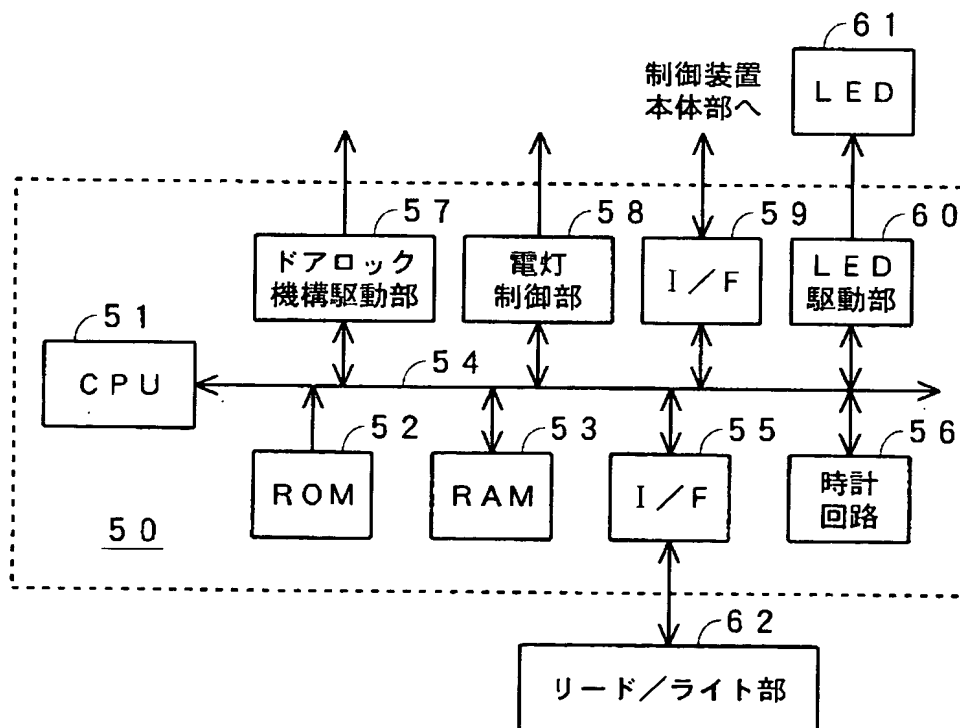 ６１
ＬＥＤ
制御装置
本体部へ
５７
ドアロック
機構駆動部
５８
電灯
制御部
５９
Ｉ／Ｆ
６０
ＬＥＤ
駆動部
５１
ＣＰＵ
５４
５２
ＲＯＭ
５３
ＲＡＭ
５５
Ｉ／Ｆ
５６
時計
回路
５０
６２
リード／ライト部